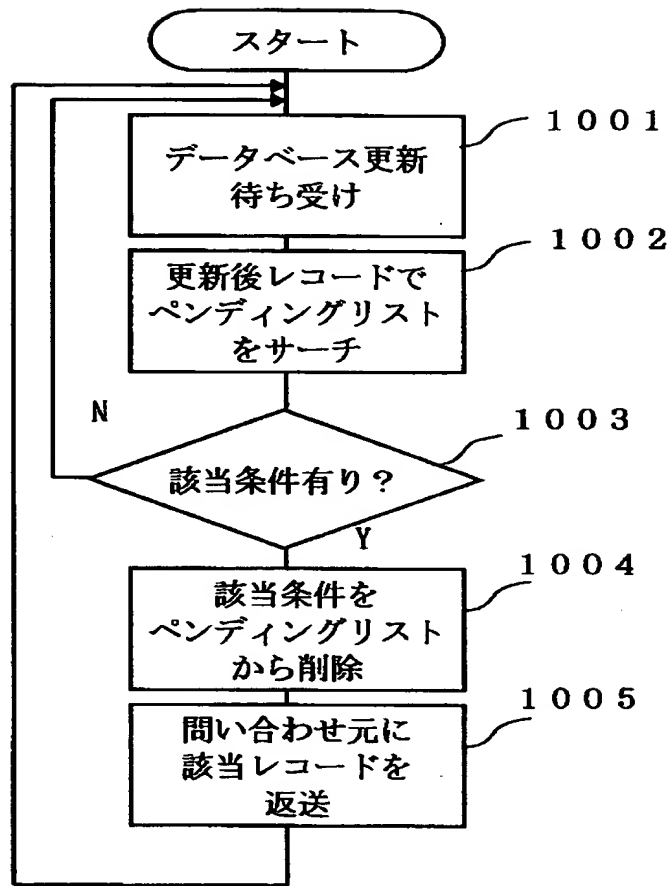 スタート
1001
データベース更新
待ち受け
1002
更新後レコードで
ペンディングリスト
をサーチ
N
1003
該当条件有り？
Y
1004
該当条件を
ペンディングリスト
から削除
1005
問い合わせ元に
該当レコードを
返送